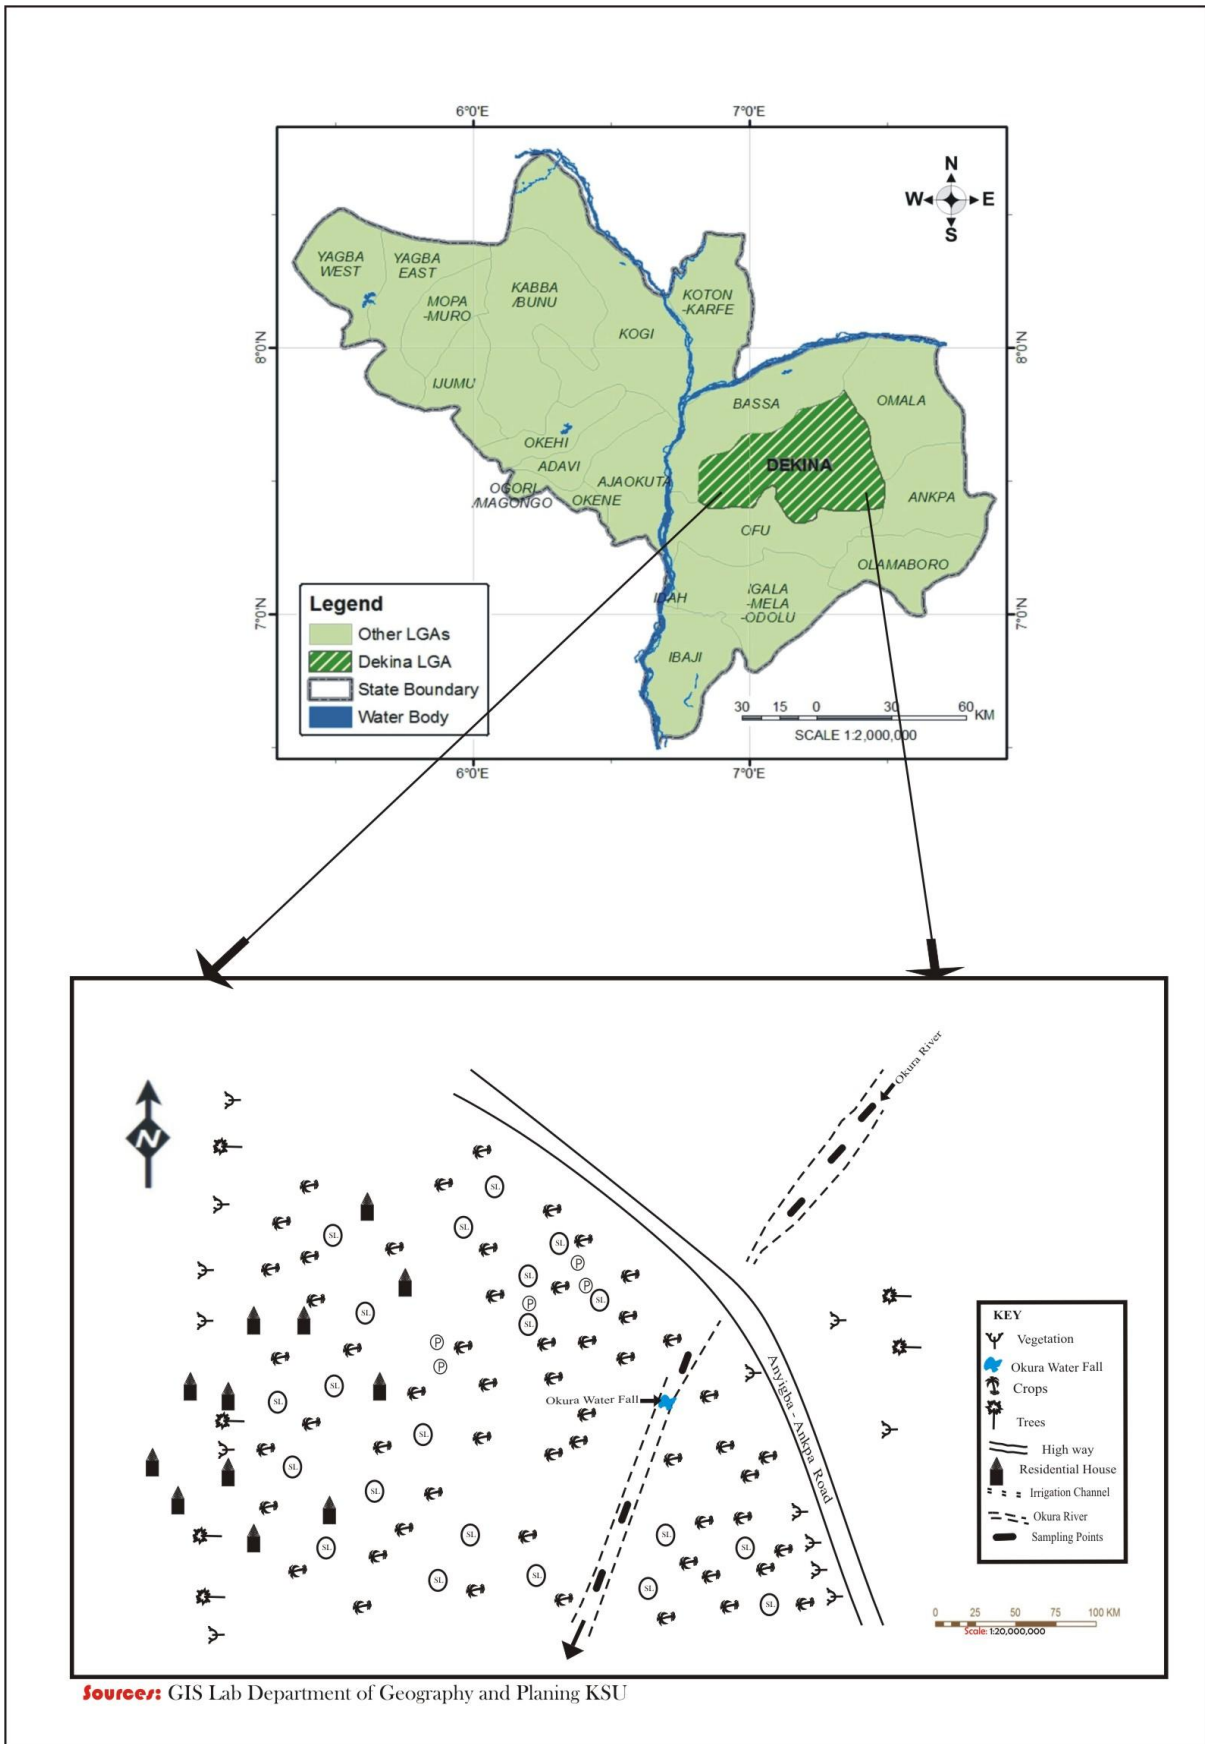 6°0'E 7°0'E
N
W E
S
YAGBA
WEST
YAGBA
EAST
KABBA
/BUNU
MOPA
-MURO
KOTON
-KARFE
KOGI
8°0'N 8°0'N
IJUMU
BASSA
OMALA
OKEHI
ADAVI
DEKINA
OGORI
/MAGONGO
AJAOKUTA
OKENE
ANKPA
OFU
OLAMABORO
IDAH
IGALA
-MELA
-ODOLU
7°0'N 7°0'N
IBAJI
Legend
Other LGAs
Dekina LGA
State Boundary
Water Body
30 15 0 30 60 KM
SCALE 1:2,000,000
6°0'E 7°0'E
Okura River
N
SL
SL
SL
SL
P
SL
P
P
SL
SL
SL
P
P
SL
SL
Okura Water Fall
Anyigba - Ankpa Road
SL
SL
SL
SL
SL
SL
SL
SL
SL
SL
SL
KEY
Vegetation
Okura Water Fall
Crops
Trees
High way
Residential House
Irrigation Channel
Okura River
Sampling Points
0 25 50 75 100 KM
Scale: 1:20,000,000
Sources: GIS Lab Department of Geography and Planing KSU